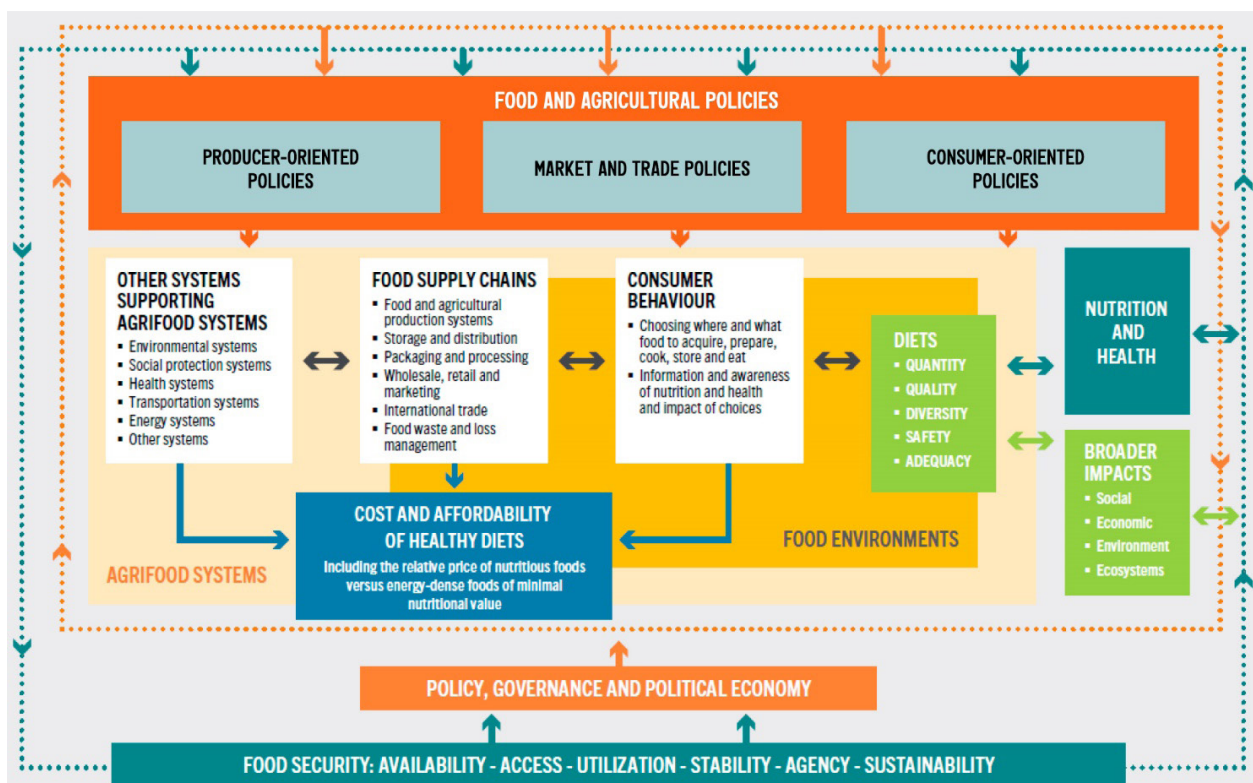 FOOD AND AGRICULTURAL POLICIES
PRODUCER-ORIENTED
POLICIES
MARKET AND TRADE POLICIES
CONSUMER-ORIENTED
POLICIES
OTHER SYSTEMS
SUPPORTING
AGRIFOOD SYSTEMS
▪ Environmental systems
▪ Social protection systems
▪ Health systems
▪ Transportation systems
▪ Energy systems
▪ Other systems
FOOD SUPPLY CHAINS
▪ Food and agricultural
production systems
▪ Storage and distribution
▪ Packaging and processing
▪ Wholesale, retail and
marketing
▪ International trade
▪ Food waste and loss
management
CONSUMER
BEHAVIOUR
▪ Choosing where and what
food to acquire, prepare,
cook, store and eat
▪ Information and awareness
of nutrition and health
and impact of choices
DIETS
▪ QUANTITY
▪ QUALITY
▪ DIVERSITY
▪ SAFETY
▪ ADEQUACY
NUTRITION
AND
HEALTH
BROADER
IMPACTS
▪ Social
▪ Economic
▪ Environment
▪ Ecosystems
COST AND AFFORDABILITY
OF HEALTHY DIETS
Including the relative price of nutritious foods
versus energy-dense foods of minimal
nutritional value
FOOD ENVIRONMENTS
AGRIFOOD SYSTEMS
POLICY, GOVERNANCE AND POLITICAL ECONOMY
FOOD SECURITY: AVAILABILITY - ACCESS - UTILIZATION - STABILITY - AGENCY - SUSTAINABILITY